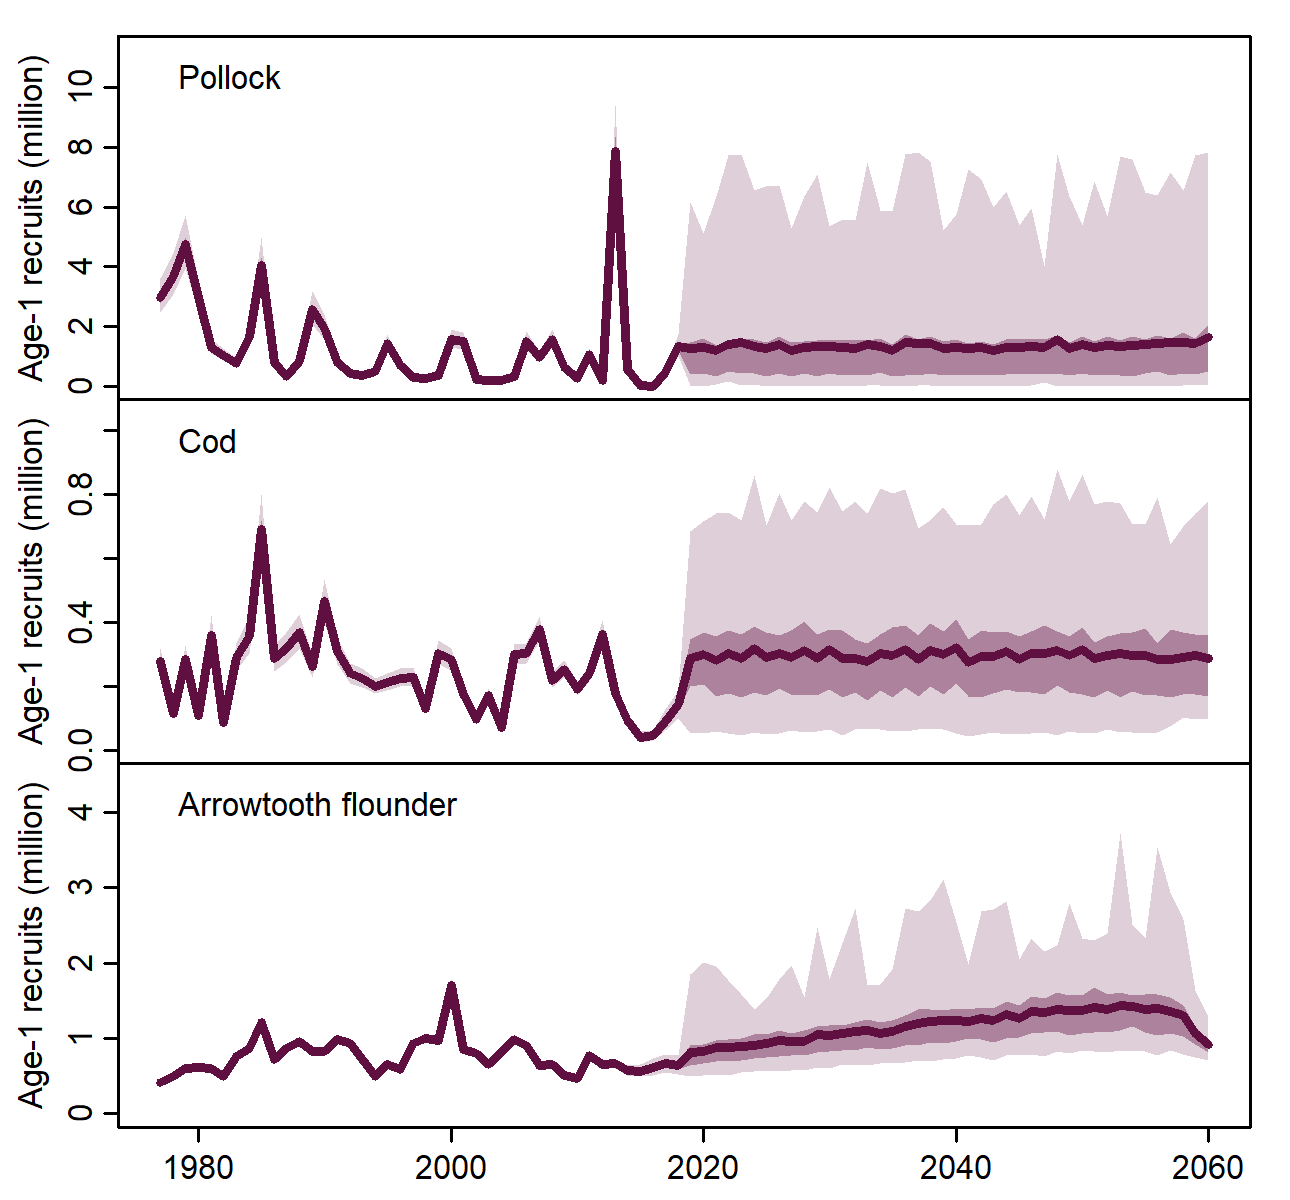 Pollock
Age-1 recruits (million)
10
8
6
4
2
0
Cod
Age-1 recruits (million)
0.8
0.4
0.0
Arrowtooth flounder
Age-1 recruits (million)
4
3
2
1
0
1980 2000 2020 2040 2060